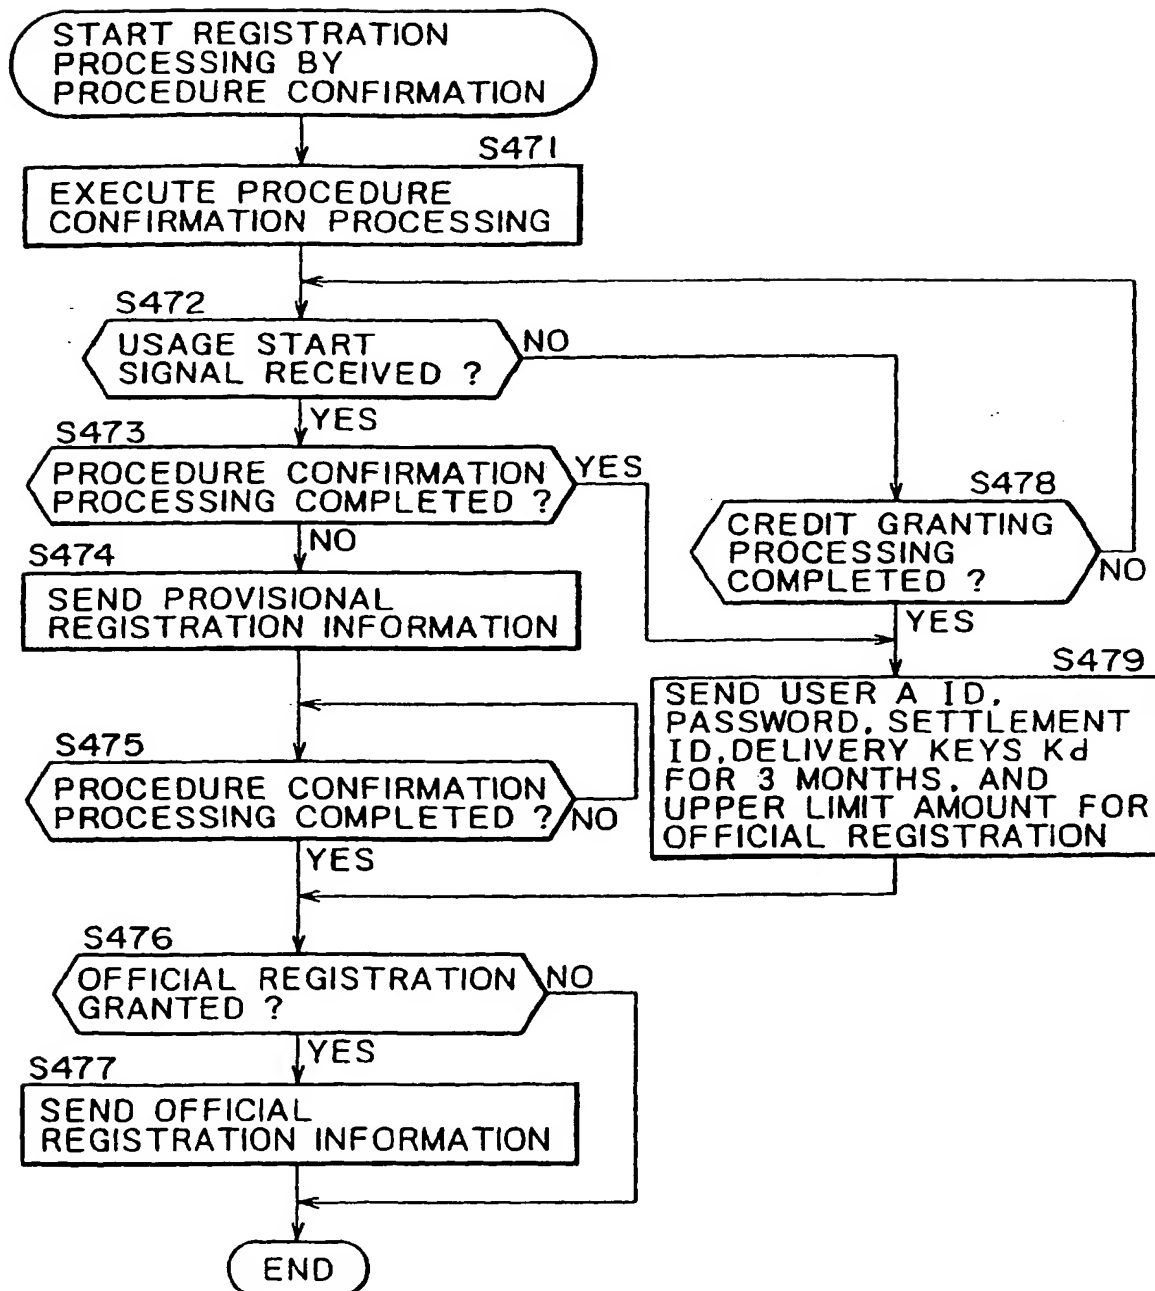 START REGISTRATION
PROCESSING BY
PROCEDURE CONFIRMATION
S471
EXECUTE PROCEDURE
CONFIRMATION PROCESSING
S472
USAGE START
SIGNAL RECEIVED ?
NO
YES
S473
PROCEDURE CONFIRMATION
PROCESSING COMPLETED ?
YES
NO
S478
CREDIT GRANTING
PROCESSING
COMPLETED ?
NO
YES
S474
SEND PROVISIONAL
REGISTRATION INFORMATION
S479
SEND USER A ID,
PASSWORD, SETTLEMENT
ID, DELIVERY KEYS Kd
FOR 3 MONTHS, AND
UPPER LIMIT AMOUNT FOR
OFFICIAL REGISTRATION
S475
PROCEDURE CONFIRMATION
PROCESSING COMPLETED ?
NO
YES
S476
OFFICIAL REGISTRATION
GRANTED ?
NO
YES
S477
SEND OFFICIAL
REGISTRATION INFORMATION
END